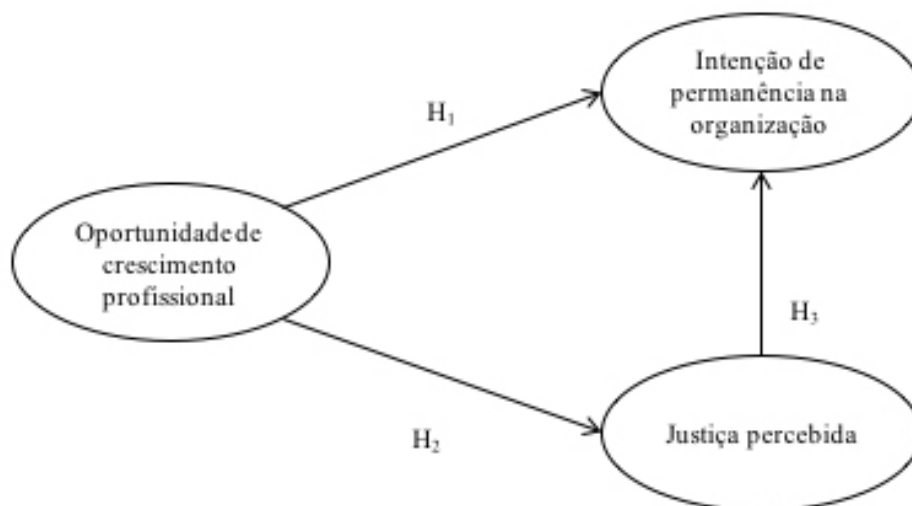 Intenção de
permanência na
organização
H₁
Oportunidade de
crescimento
profissional
H₃
Justiça percebida
H₂